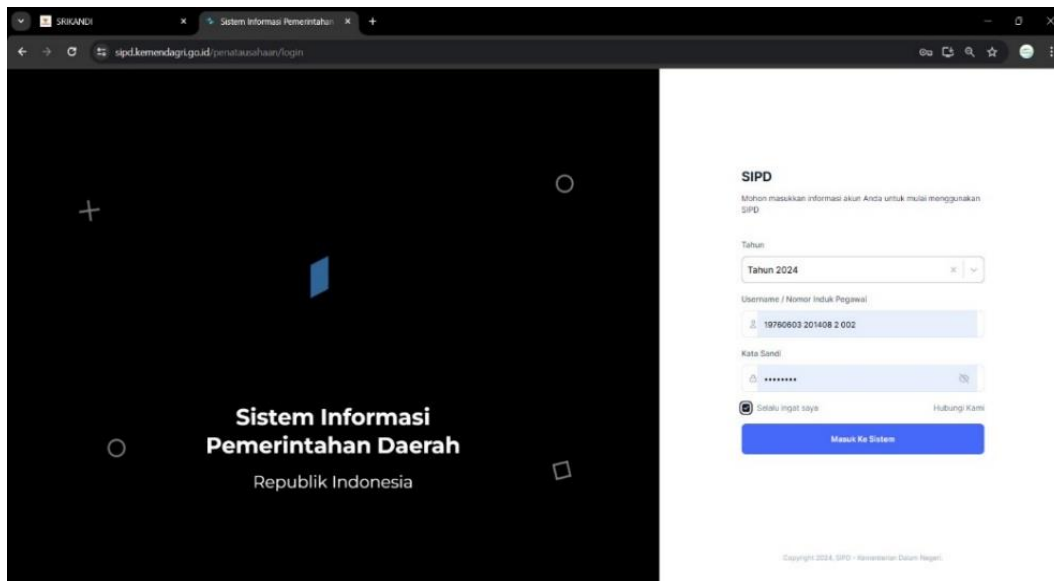 SRIKANDI
Sistem Informasi Pemerintahan
sipd.kemendagri.go.id/penatausahaan/login
SIPD
Mohon masukkan informasi akun Anda untuk mulai menggunakan
SIPD
Tahun
Tahun 2024
Username / Nomor Induk Pegawai
19760603 201408 2 002
Kata Sandi
••••••••
Selalu ingat saya
Hubungi Kami
Masuk Ke Sistem
Sistem Informasi
Pemerintahan Daerah
Republik Indonesia
Copyright 2024. SIPD - Kementerian Dalam Negeri.